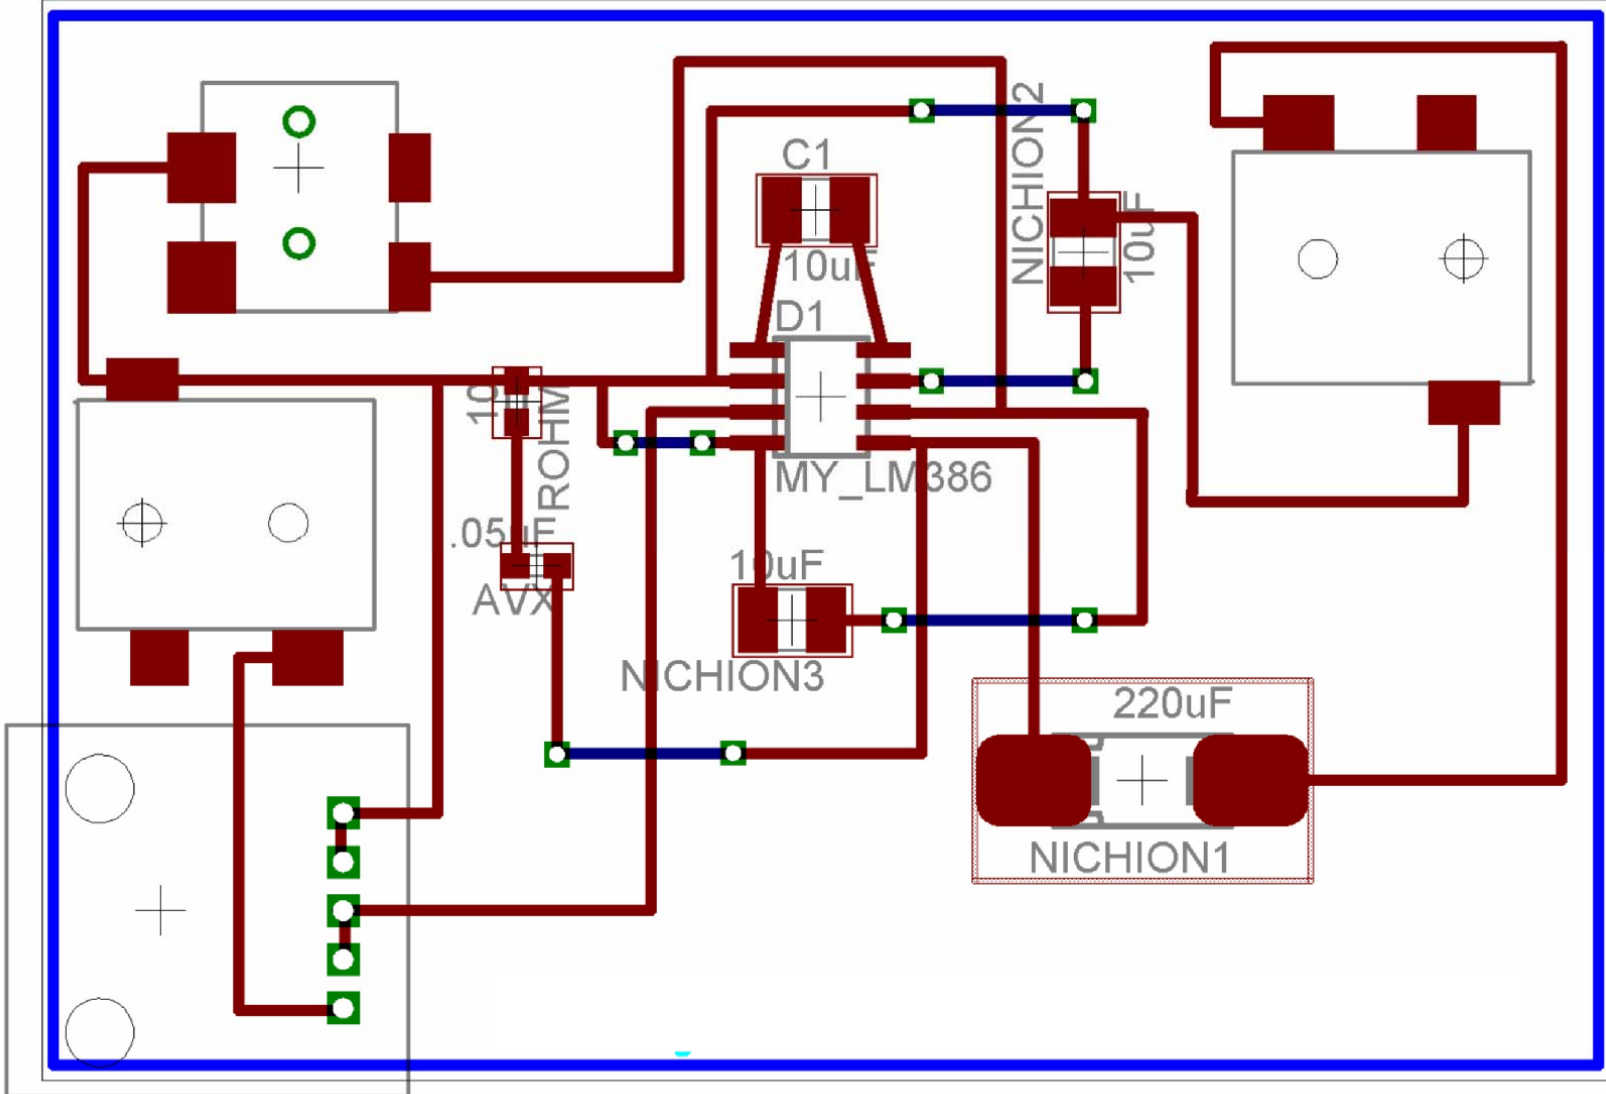 C1
10uF
NICHION2
10uF
D1
MY_LM386
10
ROHM
.05uF
AVX
10uF
NICHION3
220uF
NICHION1